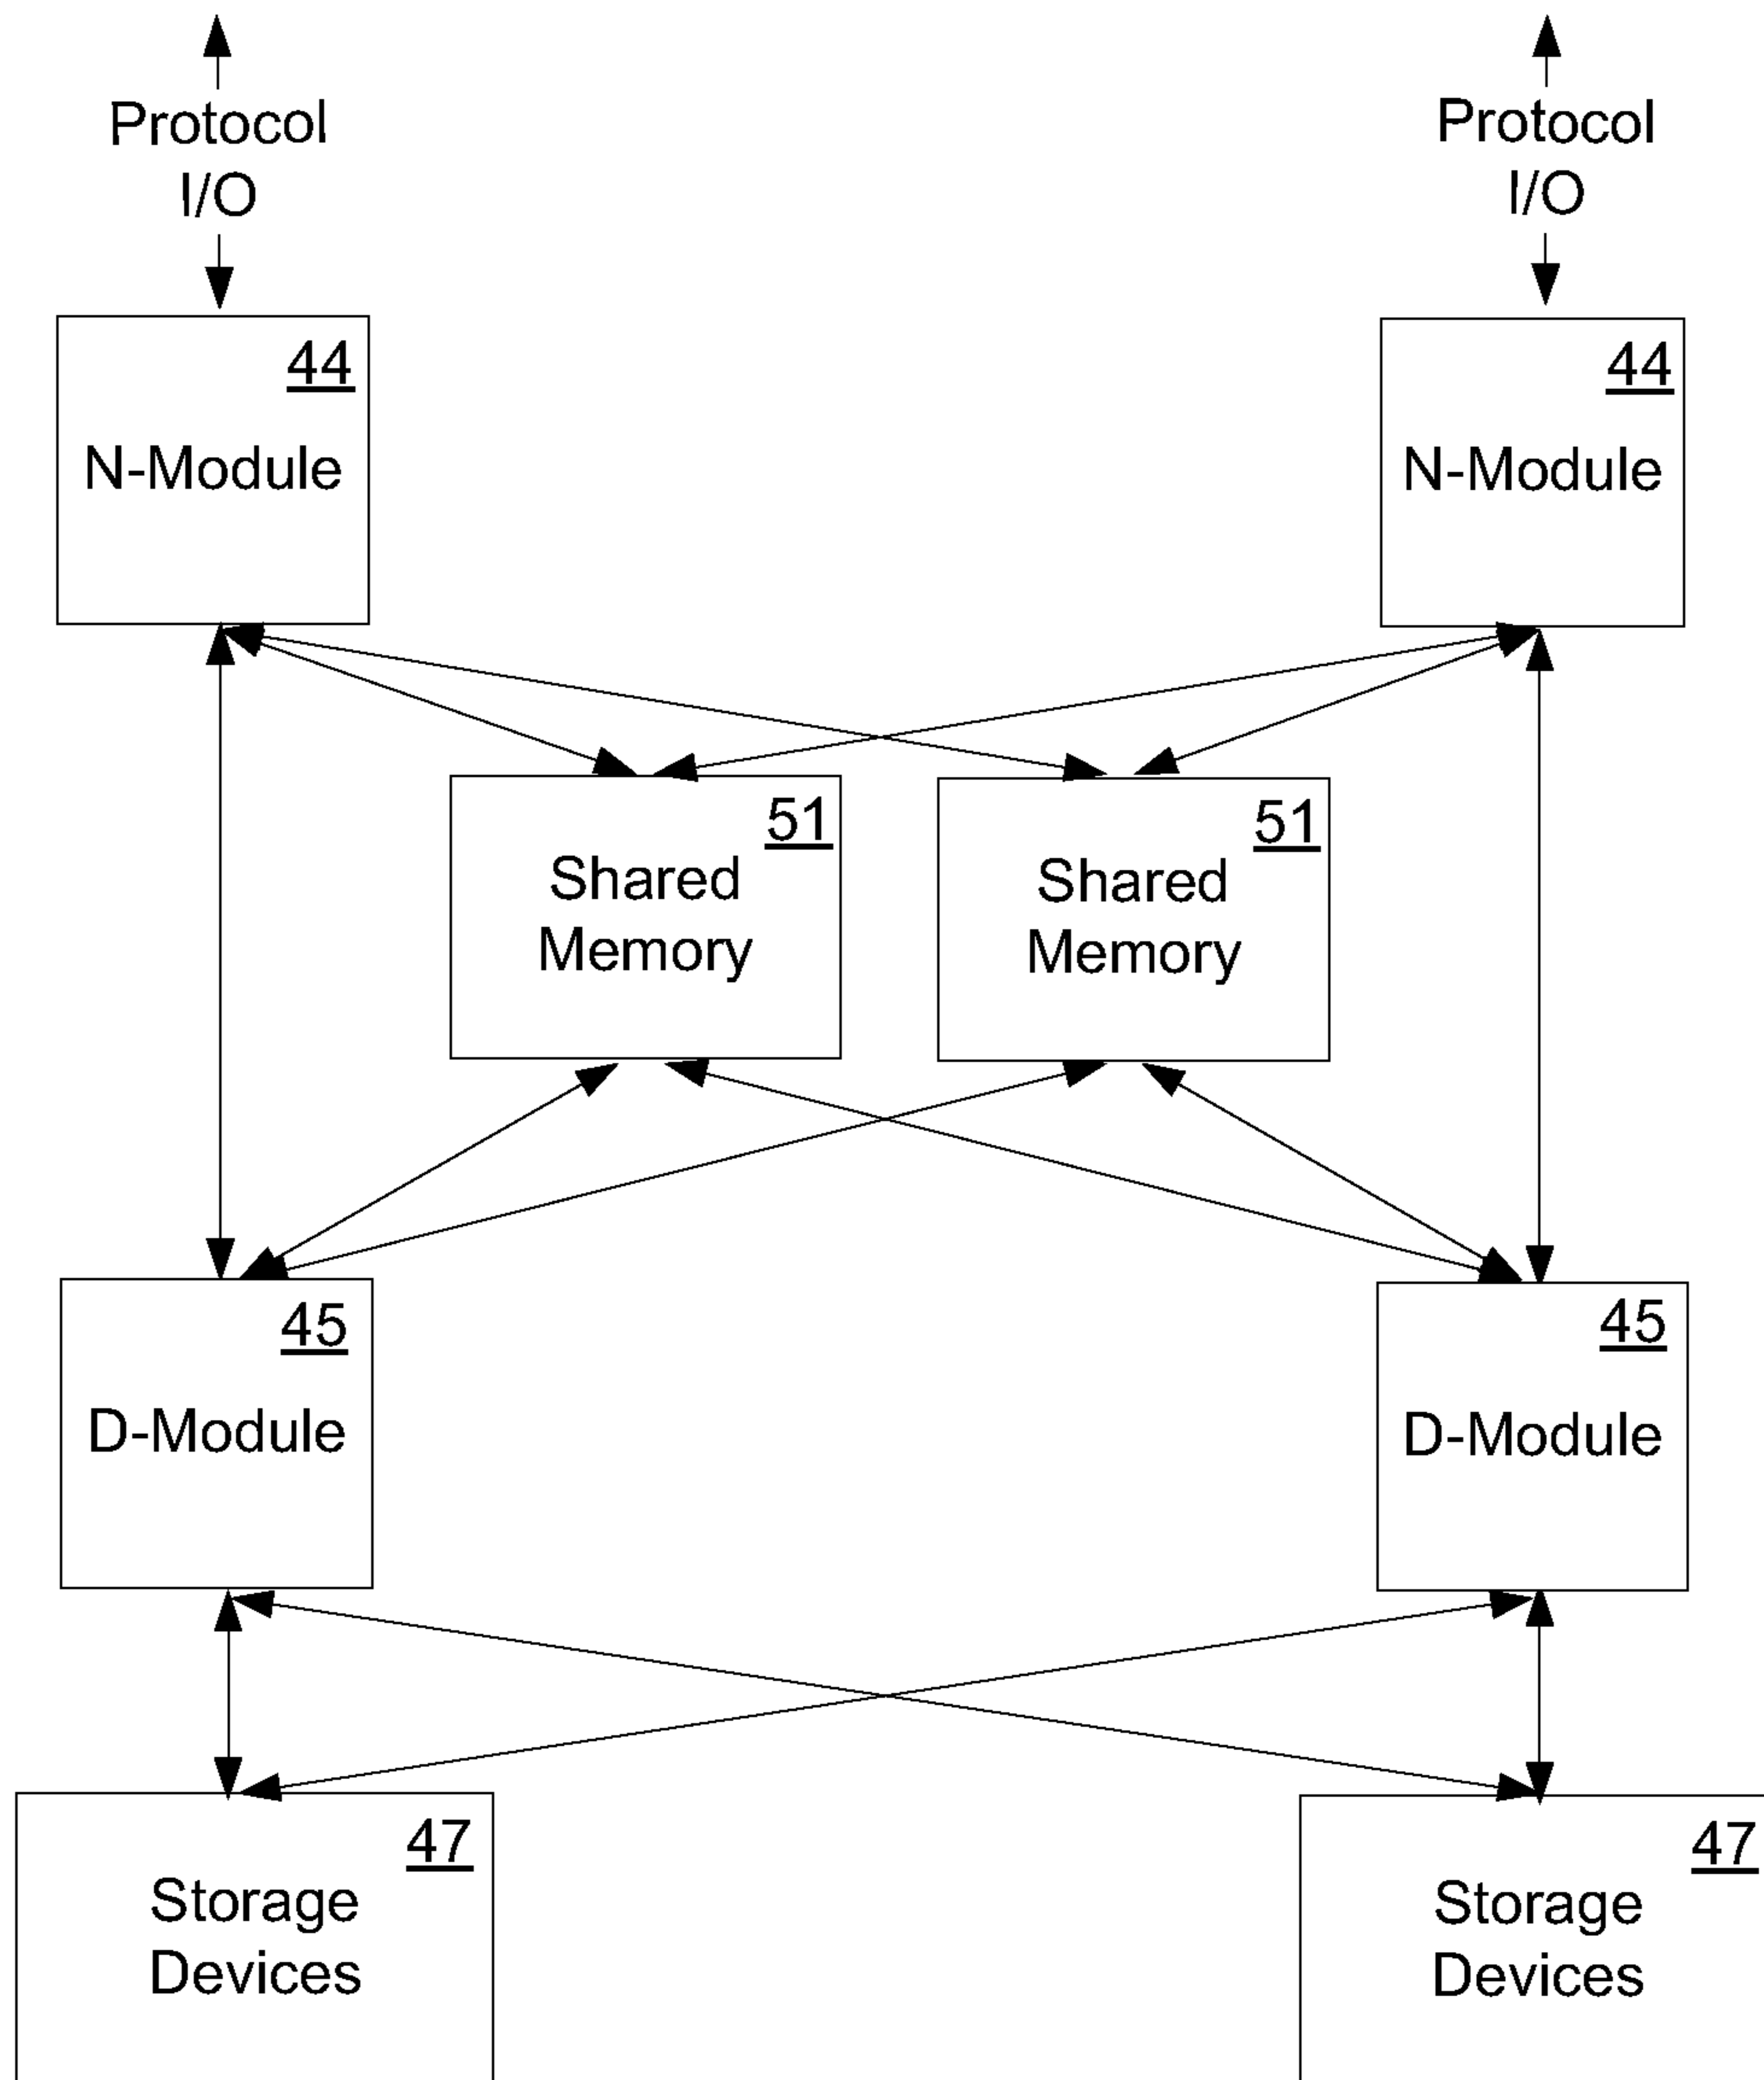 Protocol
I/O
Protocol
I/O
44
N-Module
44
N-Module
51
Shared
Memory
51
Shared
Memory
45
D-Module
45
D-Module
47
Storage
Devices
47
Storage
Devices